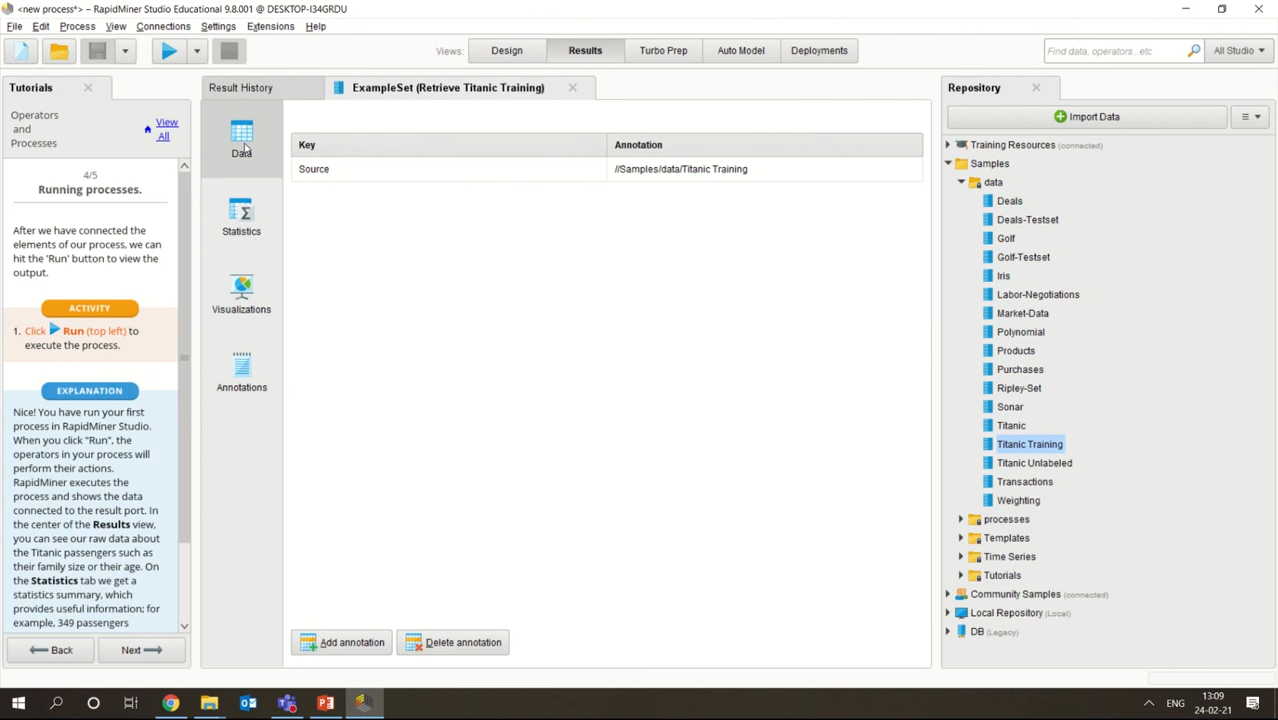 <new process*> – RapidMiner Studio Educational 9.8.001 @ DESKTOP-I34GRDU
File Edit Process View Connections Settings Extensions Help
Views: Design Results Turbo Prep Auto Model Deployments
Find data, operators...etc All Studio
Tutorials
Operators
and
Processes
View
All
4/5
Running processes.
After we have connected the
elements of our process, we can
hit the 'Run' button to view the
output.
ACTIVITY
1. Click Run (top left) to
execute the process.
EXPLANATION
Nice! You have run your first
process in RapidMiner Studio.
When you click "Run", the
operators in your process will
perform their actions.
RapidMiner executes the
process and shows the data
connected to the result port. In
the center of the Results view,
you can see our raw data about
the Titanic passengers such as
their family size or their age. On
the Statistics tab we get a
statistics summary, which
provides useful information; for
example, 349 passengers
Back Next
Result History ExampleSet (Retrieve Titanic Training)
Data
Statistics
Visualizations
Annotations
Key Annotation
Source //Samples/data/Titanic Training
Add annotation Delete annotation
Repository
Import Data
Training Resources (connected)
Samples
data
Deals
Deals-Testset
Golf
Golf-Testset
Iris
Labor-Negotiations
Market-Data
Polynomial
Products
Purchases
Ripley-Set
Sonar
Titanic
Titanic Training
Titanic Unlabeled
Transactions
Weighting
processes
Templates
Time Series
Tutorials
Community Samples (connected)
Local Repository (Local)
DB (Legacy)
ENG
13:09
24-02-21